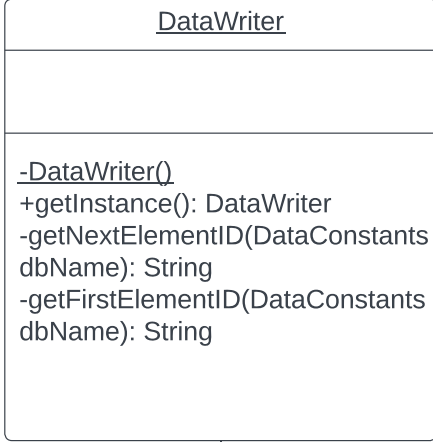 DataWriter
-DataWriter()
+getInstance(): DataWriter
-getNextElementID(DataConstants
dbName): String
-getFirstElementID(DataConstants
dbName): String